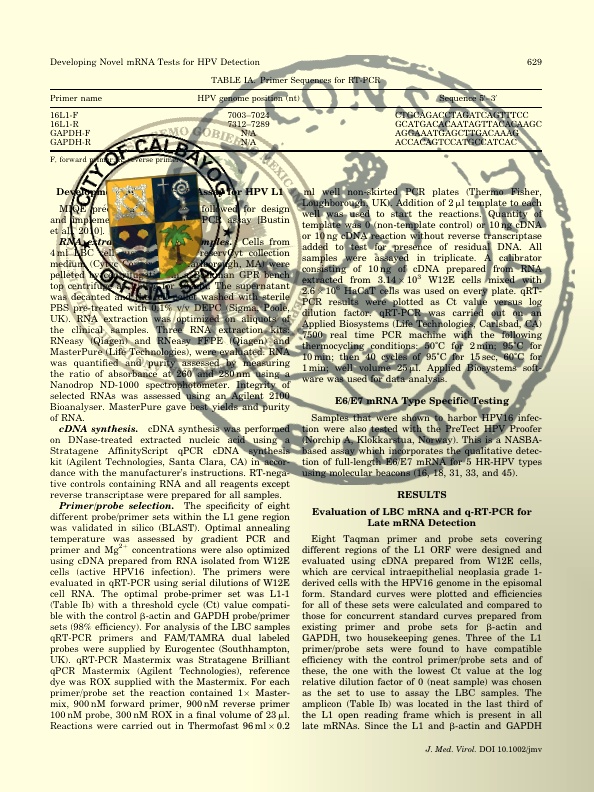 Developing Novel mRNA Tests for HPV Detection 629
TABLE IA. Primer Sequences for RT-PCR
Primer name HPV genome position (nt) Sequence 5′–3′
16L1-F 7003–7024 CTGCAGACCTAGATCAGTTTCC
16L1-R 7312–7289 GCATGACACAATAGTTACACAAGC
GAPDH-F N/A AGGAAATGAGCTTGACAAAG
GAPDH-R N/A ACCACAGTCCATGCCATCAC
F, forward primer; R, reverse primer.
CITY OF CALBAYOG
OFFICIAL
Assay for HPV L1
MIQE followed for design
and PCR assay [Bustin
et al., 2010].
RNA Cells from
4 ml LBC PreservCyt collection
medium MA) were
pelleted by GPR bench
top centrifuge The supernatant
was decanted and washed with sterile
PBS pre-treated with 0.1% v/v DEPC (Sigma, Poole,
UK). RNA extraction was optimized on aliquots of
the clinical samples. Three RNA extraction kits:
RNeasy (Qiagen) and RNeasy FFPE (Qiagen) and
MasterPure (Life Technologies), were evaluated. RNA
was quantified and purity assessed by measuring
the ratio of absorbance at 260 and 280 nm using a
Nanodrop ND-1000 spectrophotometer. Integrity of
selected RNAs was assessed using an Agilent 2100
Bioanalyser. MasterPure gave best yields and purity
of RNA.
cDNA synthesis. cDNA synthesis was performed
on DNase-treated extracted nucleic acid using a
Stratagene AffinityScript qPCR cDNA synthesis
kit (Agilent Technologies, Santa Clara, CA) in accor-
dance with the manufacturer's instructions. RT-nega-
tive controls containing RNA and all reagents except
reverse transcriptase were prepared for all samples.
Primer/probe selection. The specificity of eight
different probe/primer sets within the L1 gene region
was validated in silico (BLAST). Optimal annealing
temperature was assessed by gradient PCR and
primer and Mg2+ concentrations were also optimized
using cDNA prepared from RNA isolated from W12E
cells (active HPV16 infection). The primers were
evaluated in qRT-PCR using serial dilutions of W12E
cell RNA. The optimal probe-primer set was L1-1
(Table Ib) with a threshold cycle (Ct) value compati-
ble with the control β-actin and GAPDH probe/primer
sets (98% efficiency). For analysis of the LBC samples
qRT-PCR primers and FAM/TAMRA dual labeled
probes were supplied by Eurogentec (Southhampton,
UK). qRT-PCR Mastermix was Stratagene Brilliant
qPCR Mastermix (Agilent Technologies), reference
dye was ROX supplied with the Mastermix. For each
primer/probe set the reaction contained 1× Master-
mix, 900 nM forward primer, 900 nM reverse primer
100 nM probe, 300 nM ROX in a final volume of 23 µl.
Reactions were carried out in Thermofast 96 ml × 0.2
ml well non-skirted PCR plates (Thermo Fisher,
Loughborough, UK). Addition of 2 µl template to each
well was used to start the reactions. Quantity of
template was 0 (non-template control) or 10 ng cDNA
or 10 ng cDNA reaction without reverse transcriptase
added to test for presence of residual DNA. All
samples were assayed in triplicate. A calibrator
consisting of 10 ng of cDNA prepared from RNA
extracted from 3.14 × 10⁵ W12E cells mixed with
HaCaT cells was used on every plate. qRT-
PCR results were plotted as Ct value versus log
dilution factor. qRT-PCR was carried out on an
Applied Biosystems (Life Technologies, Carlsbad, CA)
7500 real time PCR machine with the following
thermocycling conditions: 50°C for 2 min; 95°C for
10 min; then 40 cycles of 95°C for 15 sec, 60°C for
1 min; well volume 25 µl. Applied Biosystems soft-
ware was used for data analysis.
E6/E7 mRNA Type Specific Testing
Samples that were shown to harbor HPV16 infec-
tion were also tested with the PreTect HPV Proofer
(Norchip A, Klokkarstua, Norway). This is a NASBA-
based assay which incorporates the qualitative detec-
tion of full-length E6/E7 mRNA for 5 HR-HPV types
using molecular beacons (16, 18, 31, 33, and 45).
RESULTS
Evaluation of LBC mRNA and q-RT-PCR for
Late mRNA Detection
Eight Taqman primer and probe sets covering
different regions of the L1 ORF were designed and
evaluated using cDNA prepared from W12E cells,
which are cervical intraepithelial neoplasia grade 1-
derived cells with the HPV16 genome in the episomal
form. Standard curves were plotted and efficiencies
for all of these sets were calculated and compared to
those for concurrent standard curves prepared from
existing primer and probe sets for β-actin and
GAPDH, two housekeeping genes. Three of the L1
primer/probe sets were found to have compatible
efficiency with the control primer/probe sets and of
these, the one with the lowest Ct value at the log
relative dilution factor of 0 (neat sample) was chosen
as the set to use to assay the LBC samples. The
amplicon (Table Ib) was located in the last third of
the L1 open reading frame which is present in all
late mRNAs. Since the L1 and β-actin and GAPDH
J. Med. Virol. DOI 10.1002/jmv